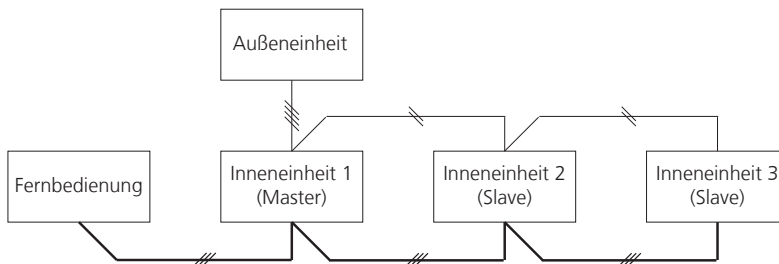 Außeneinheit
Fernbedienung
Inneneinheit 1
(Master)
Inneneinheit 2
(Slave)
Inneneinheit 3
(Slave)